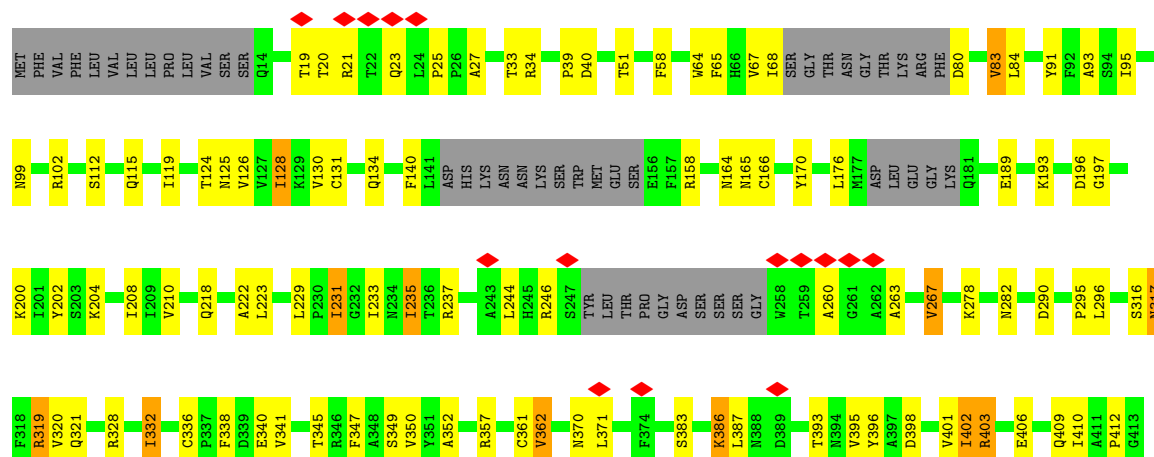 MET PHE VAL PHE PHE LEU VAL LEU LEU PRO LEU VAL SER SER Q14 T19 T20 R21 T22 Q23 L24 P25 P26 A27 T33 R34 P39 D40 T51 F58 W64 F65 H66 V67 I68 SER GLY THR ASN GLY THR LYS ARG PHE D80 V83 L84 Y91 F92 A93 S94 I95
N99 R102 S112 Q115 I119 T124 N125 V126 V127 I128 K129 V130 C131 Q134 F140 L141 ASP HIS LYS ASN ASN LYS SER TRP MET GLU SER E156 F157 R158 N164 N165 C166 Y170 L176 M177 ASP LEU GLU GLY LYS Q181 E189 K193 D196 G197
K200 I201 Y202 S203 K204 I208 I209 V210 Q218 A222 L223 L229 P230 I231 G232 I233 N234 I235 T236 R237 A243 L244 H245 R246 S247 TYR LEU THR PRO GLY ASP SER SER SER GLY W258 T259 A260 G261 A262 A263 V267 K278 N282 D290 P295 L296 S316 N317
F318 R319 V320 Q321 R328 I332 C336 P337 F338 D339 E340 V341 T345 R346 F347 A348 S349 V350 Y351 A352 R357 C361 V362 N370 L371 F374 S383 K386 L387 N388 D389 T393 N394 V395 Y396 A397 D398 V401 I402 R403 E406 Q409 I410 A411 P412 G413